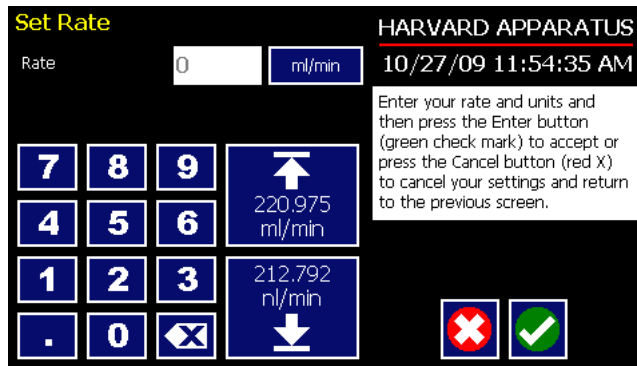 Set Rate
Rate
0
ml/min
7
8
9
4
5
6
1
2
3
.
0
220.975
ml/min
212.792
nl/min
HARVARD APPARATUS
10/27/09 11:54:35 AM
Enter your rate and units and
then press the Enter button
(green check mark) to accept or
press the Cancel button (red X)
to cancel your settings and return
to the previous screen.